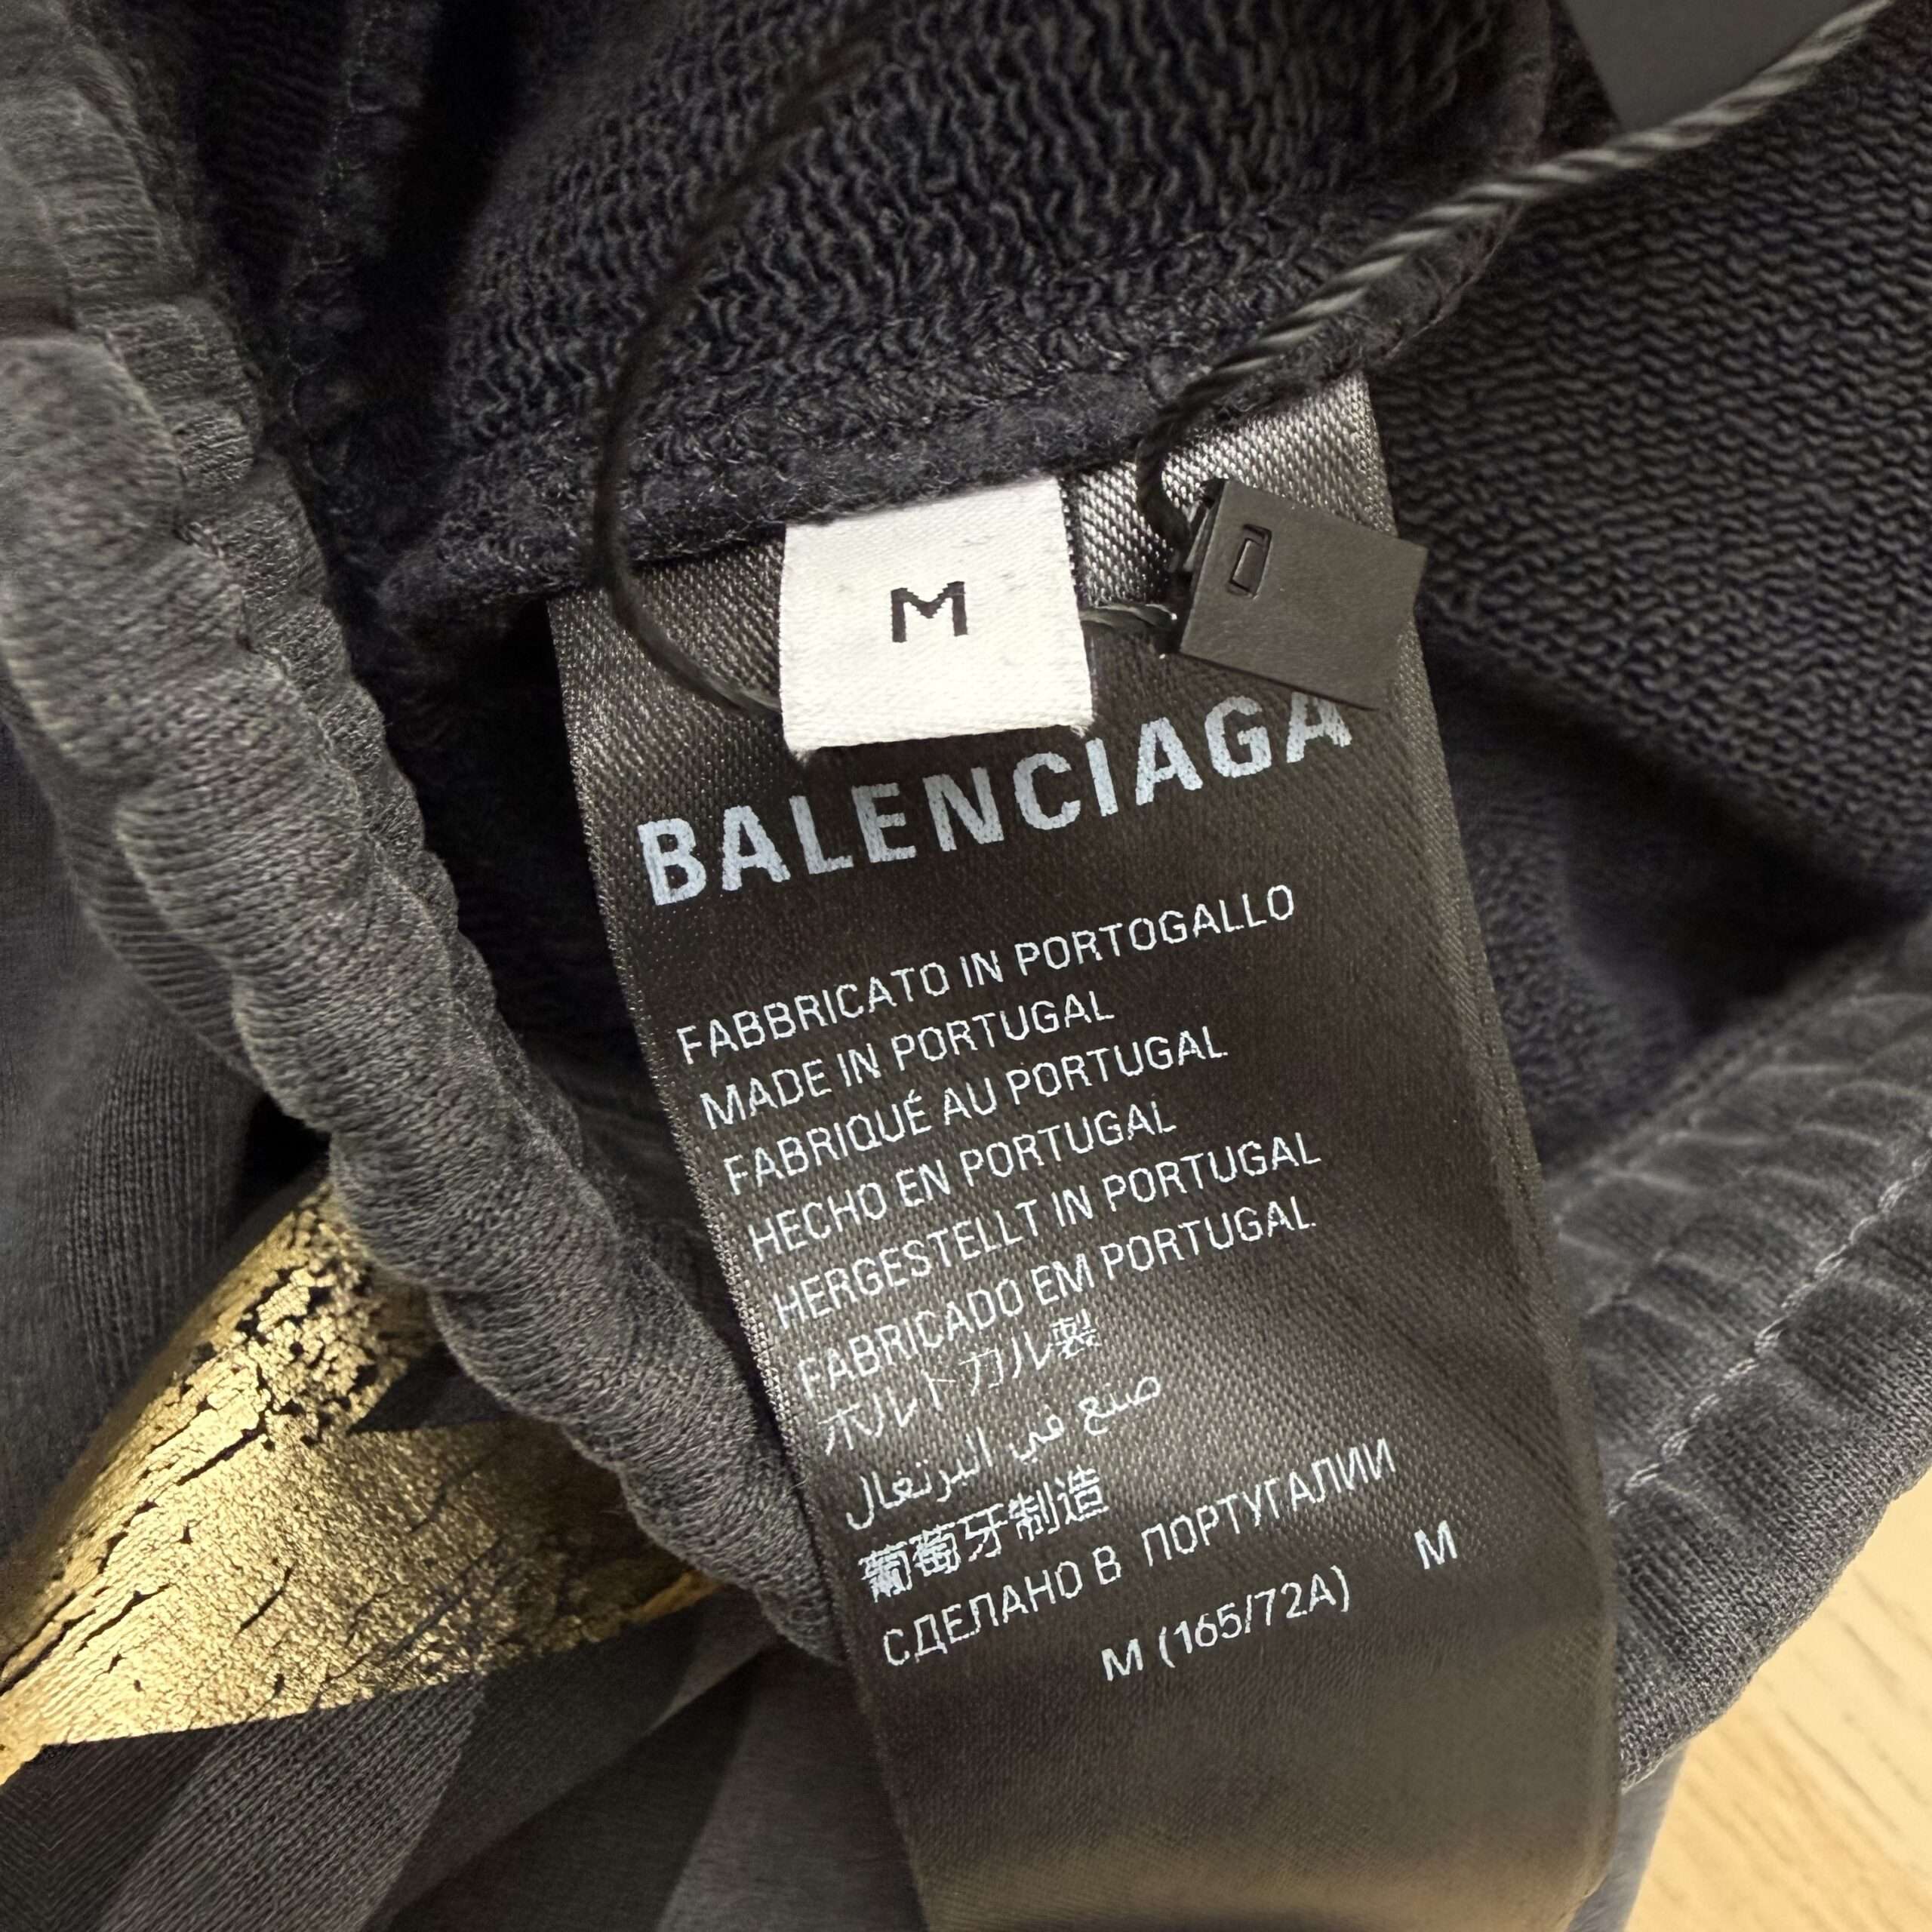 M
BALENCIAGA
FABBRICATO IN PORTOGALLO
MADE IN PORTUGAL
FABRIQUÉ AU PORTUGAL
HECHO EN PORTUGAL
HERGESTELLT IN PORTUGAL
FABRICADO EM PORTUGAL
ポルトガル製
صنع في البرتغال
葡萄牙制造
СДЕЛАНО В ПОРТУГАЛИИ
M (165/72A) M